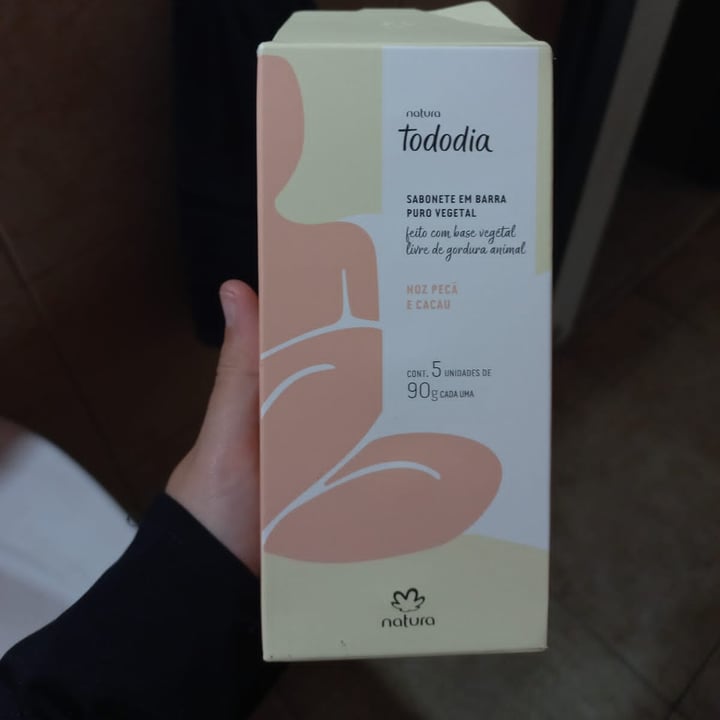 natura
tododia
SABONETE EM BARRA
PURO VEGETAL
feito com base vegetal
livre de gordura animal
NOZ PECÃ
E CACAU
CONT. 5 UNIDADES DE
90g CADA UMA
natura